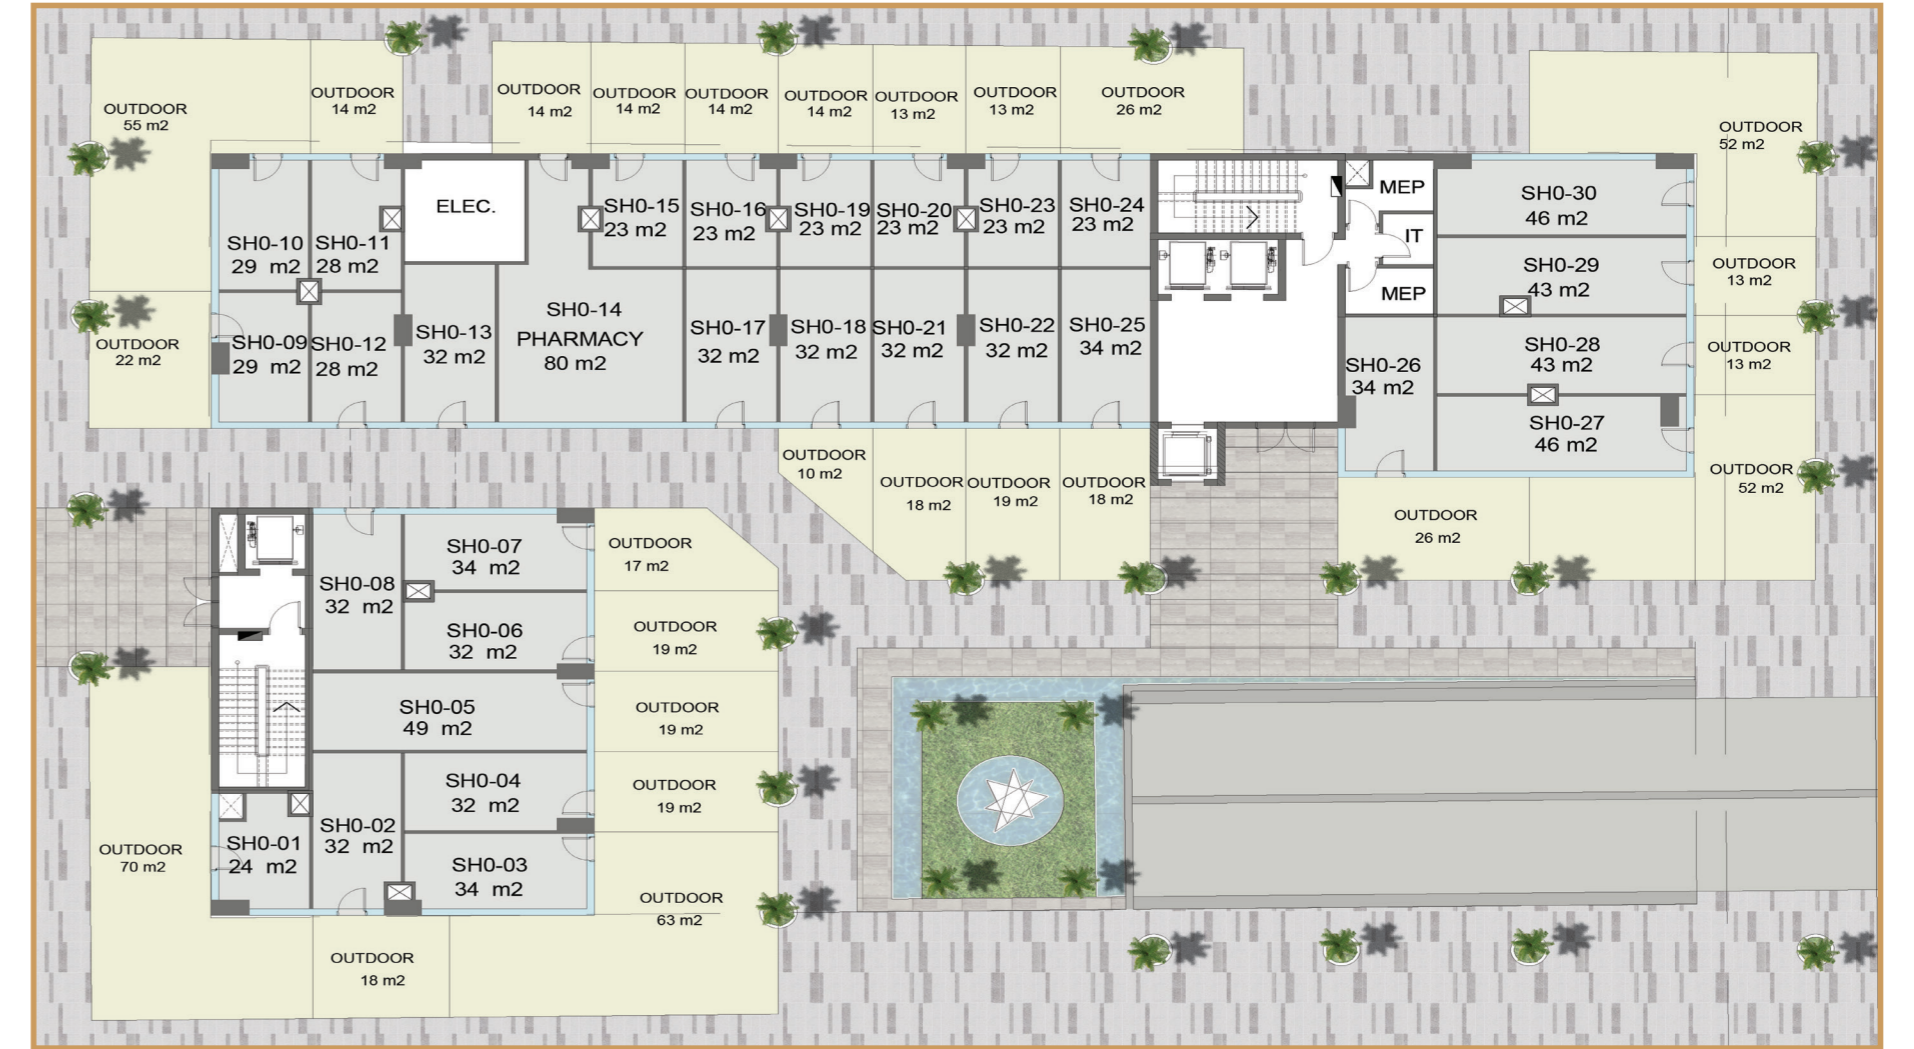 OUTDOOR
55 m2
OUTDOOR
14 m2
OUTDOOR
14 m2
OUTDOOR
14 m2
OUTDOOR
14 m2
OUTDOOR
14 m2
OUTDOOR
13 m2
OUTDOOR
13 m2
OUTDOOR
26 m2
OUTDOOR
52 m2
ELEC.
SH0-10
29 m2
SH0-11
28 m2
SH0-15
23 m2
SH0-16
23 m2
SH0-19
23 m2
SH0-20
23 m2
SH0-23
23 m2
SH0-24
23 m2
MEP
IT
MEP
SH0-30
46 m2
SH0-29
43 m2
OUTDOOR
13 m2
OUTDOOR
22 m2
SH0-09
29 m2
SH0-12
28 m2
SH0-13
32 m2
SH0-14
PHARMACY
80 m2
SH0-17
32 m2
SH0-18
32 m2
SH0-21
32 m2
SH0-22
32 m2
SH0-25
34 m2
SH0-26
34 m2
SH0-28
43 m2
OUTDOOR
13 m2
SH0-27
46 m2
OUTDOOR
52 m2
OUTDOOR
10 m2
OUTDOOR
18 m2
OUTDOOR
19 m2
OUTDOOR
18 m2
OUTDOOR
26 m2
SH0-07
34 m2
OUTDOOR
17 m2
SH0-08
32 m2
SH0-06
32 m2
OUTDOOR
19 m2
SH0-05
49 m2
OUTDOOR
19 m2
SH0-04
32 m2
OUTDOOR
19 m2
OUTDOOR
70 m2
SH0-01
24 m2
SH0-02
32 m2
SH0-03
34 m2
OUTDOOR
63 m2
OUTDOOR
18 m2